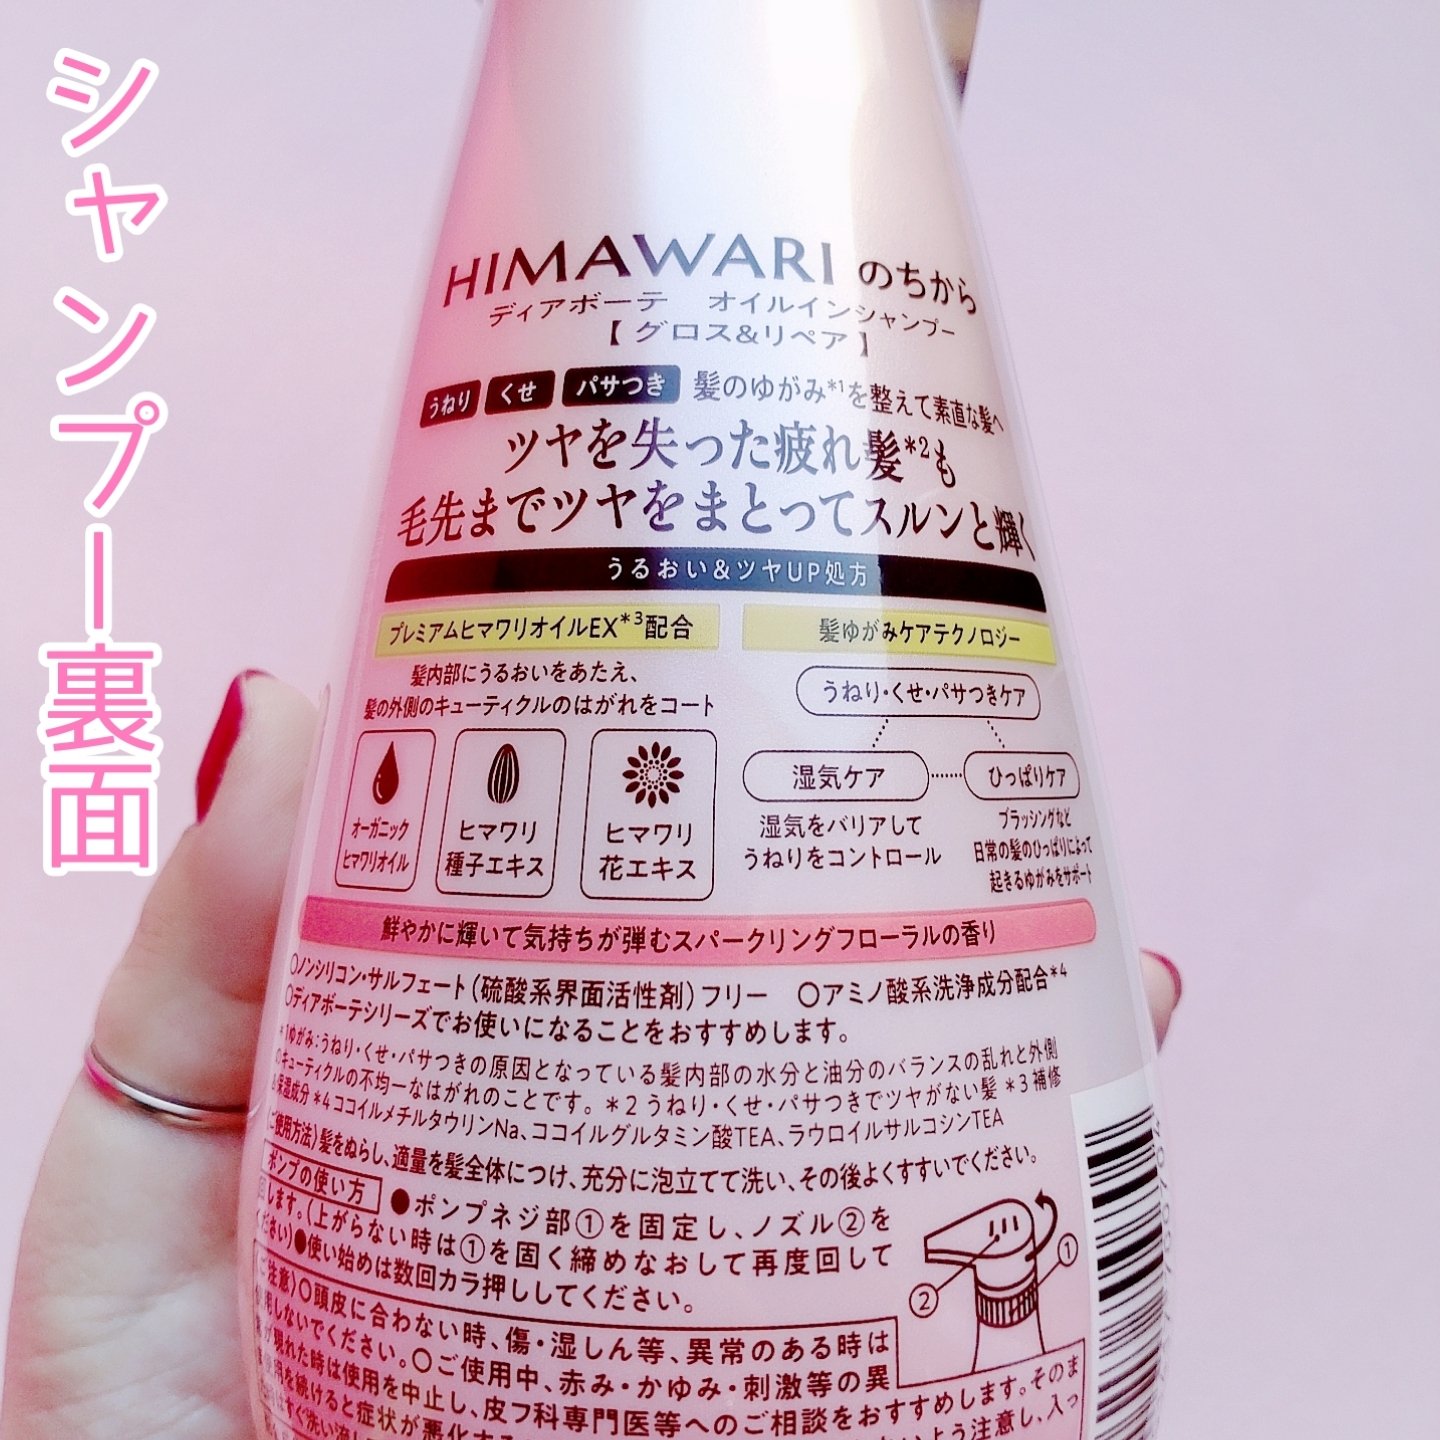 シャンプー裏面
HIMAWARI のちから
ディアボーテ オイルインシャンプー
【グロス&リペア】
うねり くせ パサつき 髪のゆがみ*1を整えて素直な髪へ
ツヤを失った疲れ髪*2も
毛先までツヤをまとってスルンと輝く
うるおい&ツヤUP処方
プレミアムヒマワリオイルEX*3配合
髪内部にうるおいをあたえ、
髪の外側のキューティクルのはがれをコート
オーガニック
ヒマワリオイル
ヒマワリ
種子エキス
ヒマワリ
花エキス
髪ゆがみケアテクノロジー
うねり・くせ・パサつきケア
湿気ケア
湿気をバリアして
うねりをコントロール
ひっぱりケア
ブラッシングなど
日常の髪のひっぱりによって
起きるゆがみをサポート
鮮やかに輝いて気持ちが弾むスパークリングフローラルの香り
○ノンシリコン・サルフェート(硫酸系界面活性剤)フリー ○アミノ酸系洗浄成分配合*4
○ディアボーテシリーズでお使いになることをおすすめします。
*1ゆがみ:うねり・くせ・パサつきの原因となっている髪内部の水分と油分のバランスの乱れと外側
のキューティクルの不均一なはがれのことです。*2 うねり・くせ・パサつきでツヤがない髪 *3 補修
&保湿成分 *4 ココイルメチルタウリンNa、ココイルグルタミン酸TEA、ラウロイルサルコシンTEA
(ご使用方法)髪をぬらし、適量を髪全体につけ、充分に泡立てて洗い、その後よくすすいでください。
ポンプの使い方 ●ポンプネジ部①を固定し、ノズル②を
回します。(上がらない時は①を固く締めなおして再度回して
ください)●使い始めは数回カラ押ししてください。
①
②
(ご注意)○頭皮に合わない時、傷・湿しん等、異常のある時は
使用しないでください。○ご使用中、赤み・かゆみ・刺激等の異
常が現れた時は使用を中止し、皮フ科専門医等へのご相談をおすすめします。そのま
ま使用を続けると症状が悪化する
よう注意し、入っ
すぐ洗い流し